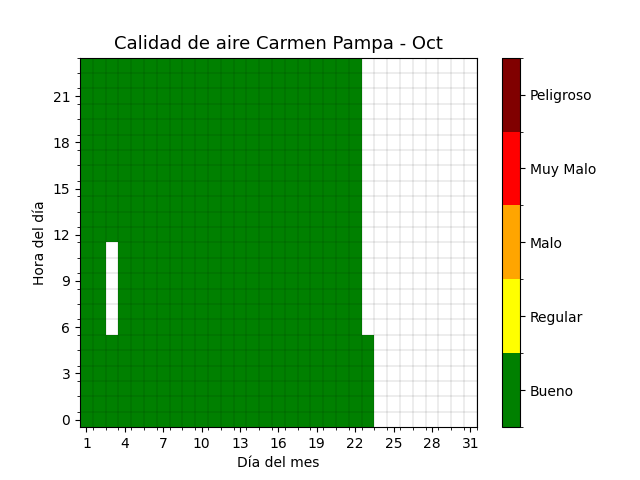 Calidad de aire Carmen Pampa - Oct
Hora del día
21
18
15
12
9
6
3
0
1 4 7 10 13 16 19 22 25 28 31
Día del mes
Peligroso
Muy Malo
Malo
Regular
Bueno